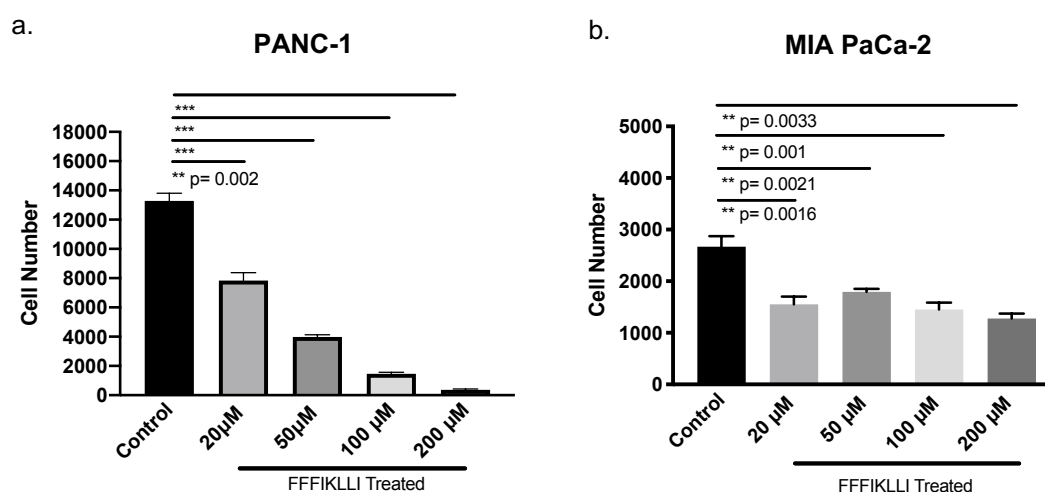 a.
PANC-1
***
***
***
** p= 0.002
18000
16000
14000
12000
10000
8000
6000
4000
2000
0
Cell Number
Control
20µM
50µM
100 µM
200 µM
FFFIKLLI Treated
b.
MIA PaCa-2
** p= 0.0033
** p= 0.001
** p= 0.0021
** p= 0.0016
5000
4000
3000
2000
1000
0
Cell Number
Control
20 µM
50 µM
100 µM
200 µM
FFFIKLLI Treated